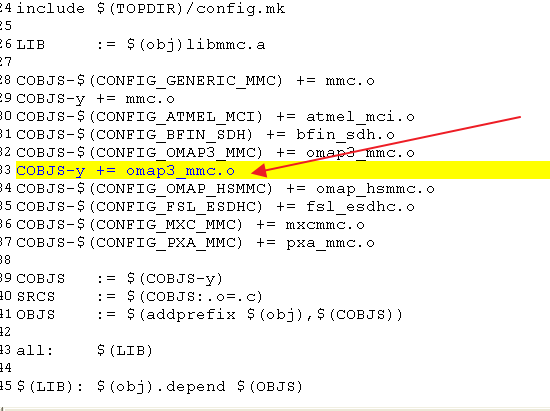 24 include $(TOPDIR)/config.mk
25
26 LIB     := $(obj)libmmc.a
28 COBJS-$(CONFIG_GENERIC_MMC) += mmc.o
29 COBJS-y += mmc.o
30 COBJS-$(CONFIG_ATMEL_MCI) += atmel_mci.o
31 COBJS-$(CONFIG_BFIN_SDH) += bfin_sdh.o
32 COBJS-$(CONFIG_OMAP3_MMC) += omap3_mmc.o
33 COBJS-y += omap3_mmc.o
34 COBJS-$(CONFIG_OMAP_HSMMC) += omap_hsmmc.o
35 COBJS-$(CONFIG_FSL_ESDHC) += fsl_esdhc.o
36 COBJS-$(CONFIG_MXC_MMC) += mxcmmc.o
37 COBJS-$(CONFIG_PXA_MMC) += pxa_mmc.o
38
39 COBJS   := $(COBJS-y)
40 SRCS    := $(COBJS:.o=.c)
41 OBJS    := $(addprefix $(obj),$(COBJS))
42
43 all:    $(LIB)
44
45 $(LIB): $(obj).depend $(OBJS)